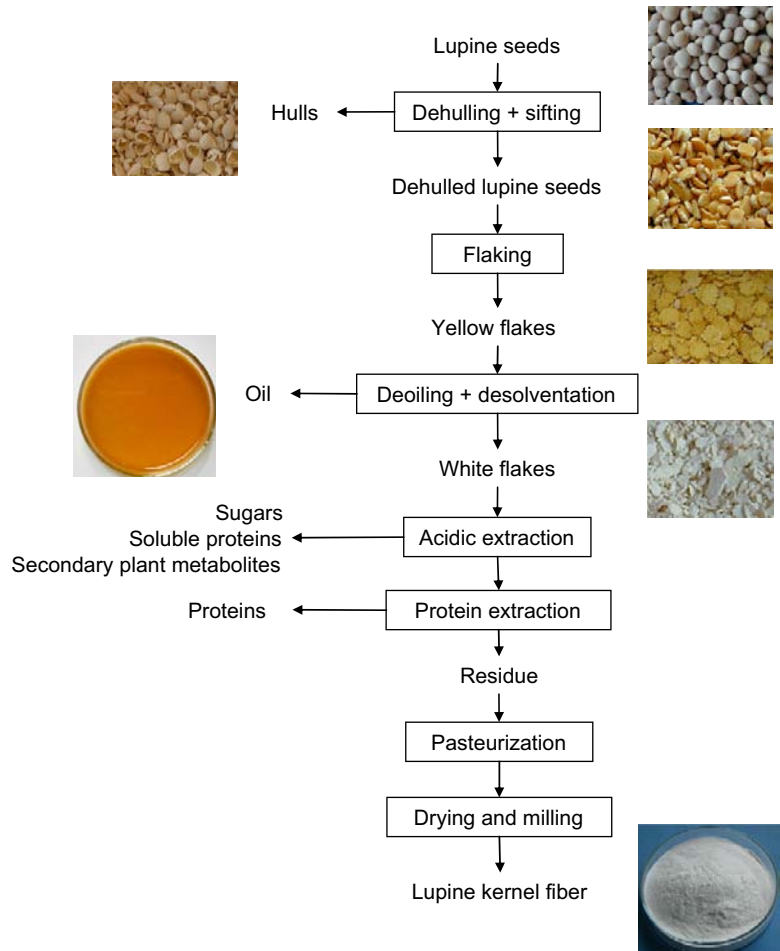 Lupine seeds
Hulls
Dehulling + sifting
Dehulled lupine seeds
Flaking
Yellow flakes
Oil
Deoiling + desolventation
White flakes
Sugars
Soluble proteins
Secondary plant metabolites
Acidic extraction
Proteins
Protein extraction
Residue
Pasteurization
Drying and milling
Lupine kernel fiber